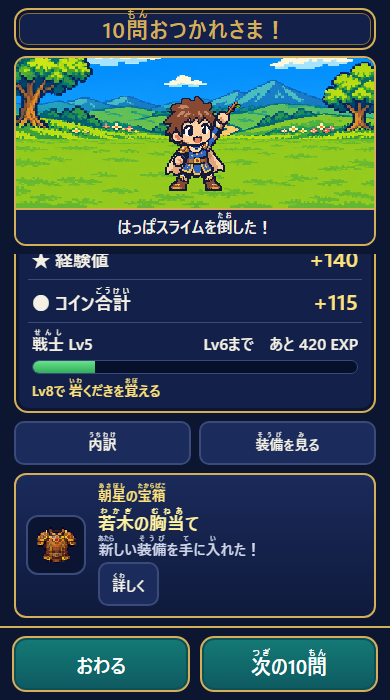 10問おつかれさま！
はっぱスライムを倒した！
★ 経験値 +140
● コイン合計 +115
戦士 Lv5 Lv6まで あと 420 EXP
Lv8で 岩くだきを覚える
内訳 装備を見る
朝星の宝箱
若木の胸当て
新しい装備を手に入れた！
詳しく
おわる 次の10問